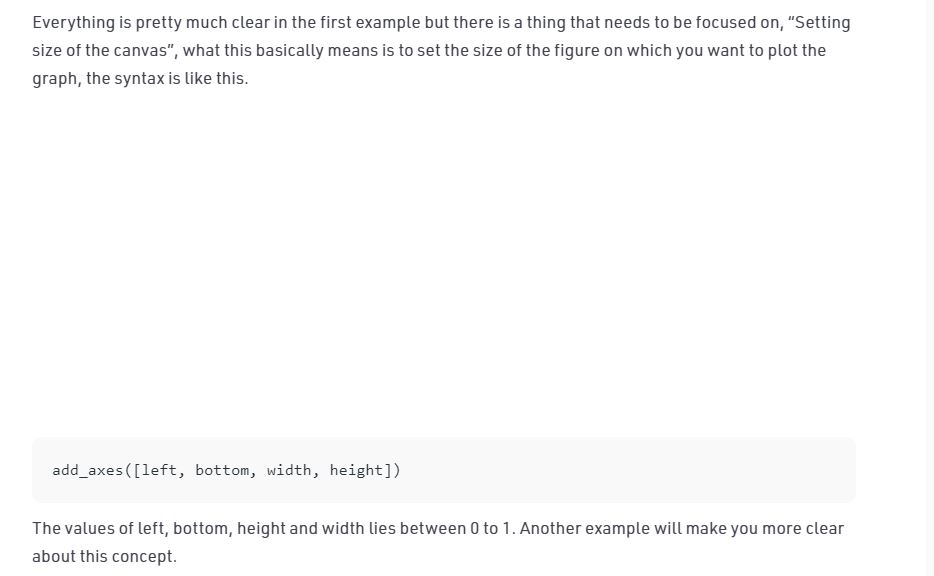 Everything is pretty much clear in the first example but there is a thing that needs to be focused on, “Setting
size of the canvas”, what this basically means is to set the size of the figure on which you want to plot the
graph, the syntax is like this.
add_axes([left, bottom, width, height])
The values of left, bottom, height and width lies between 0 to 1. Another example will make you more clear
about this concept.